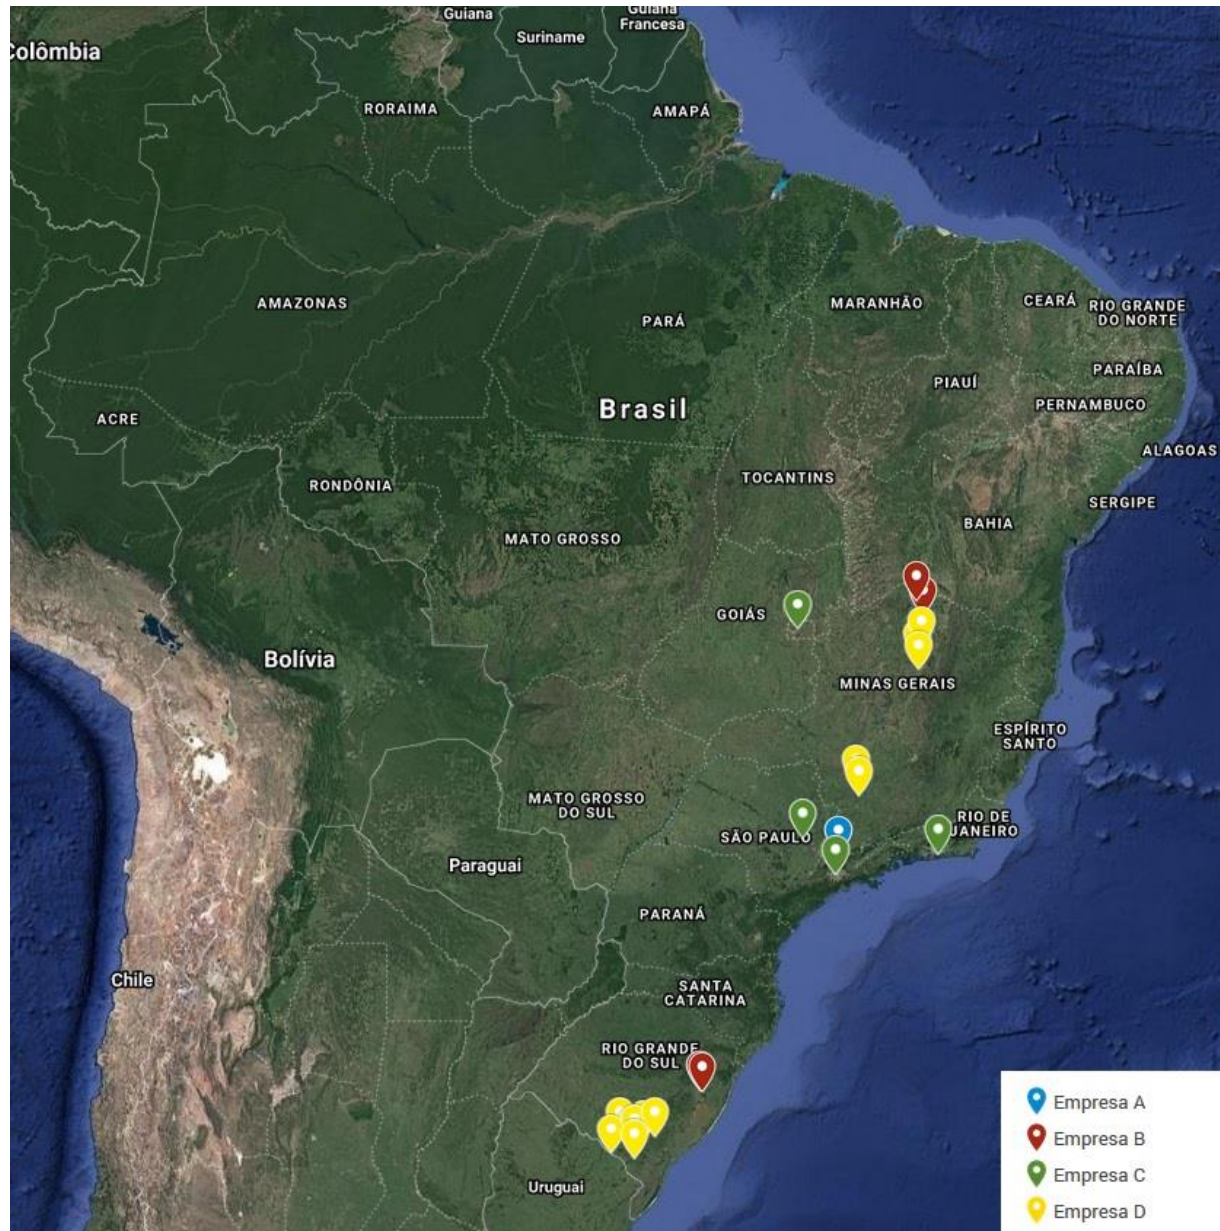 Guiana
Guiana
Francesa
Suriname
Colômbia
RORAIMA
AMAPÁ
AMAZONAS
PARÁ
MARANHÃO
CEARÁ
RIO GRANDE
DO NORTE
PARAÍBA
PIAUÍ
PERNAMBUCO
Brasil
ACRE
ALAGOAS
TOCANTINS
RONDÔNIA
SERGIPE
BAHIA
MATO GROSSO
GOIÁS
Bolívia
MINAS GERAIS
ESPÍRITO
SANTO
MATO GROSSO
DO SUL
RIO DE
JANEIRO
SÃO PAULO
Paraguai
PARANÁ
Chile
SANTA
CATARINA
RIO GRANDE
DO SUL
Uruguai
Empresa A
Empresa B
Empresa C
Empresa D